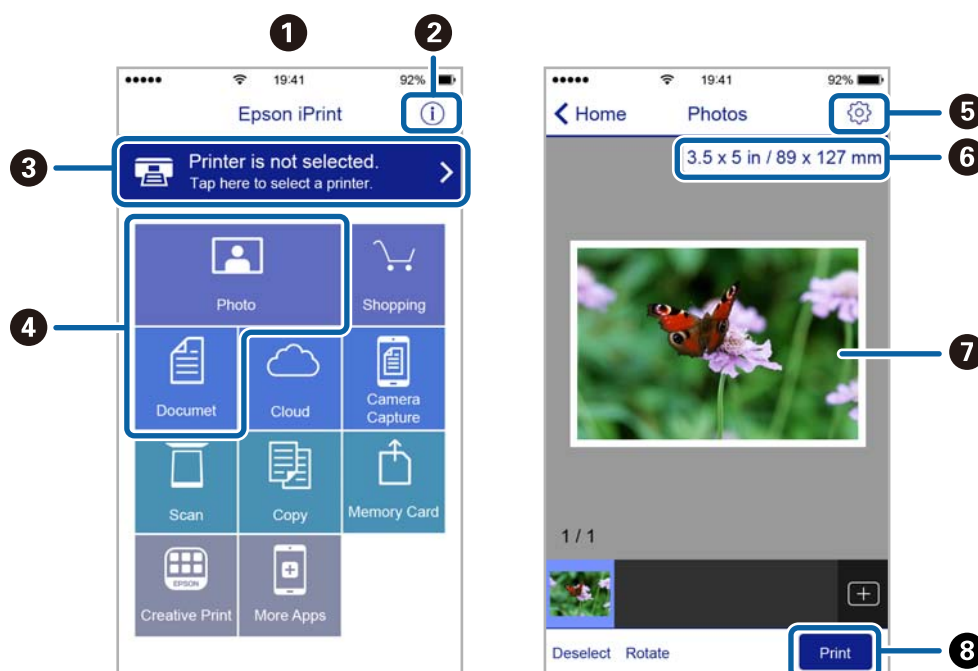 1 2
19:41 92%
Epson iPrint
3 Printer is not selected.
Tap here to select a printer.
4
Photo Shopping
Documet Cloud Camera
Capture
Scan Copy Memory Card
EPSON
Creative Print More Apps
19:41 92%
Home Photos 5
3.5 x 5 in / 89 x 127 mm 6
7
1 / 1
Deselect Rotate Print 8